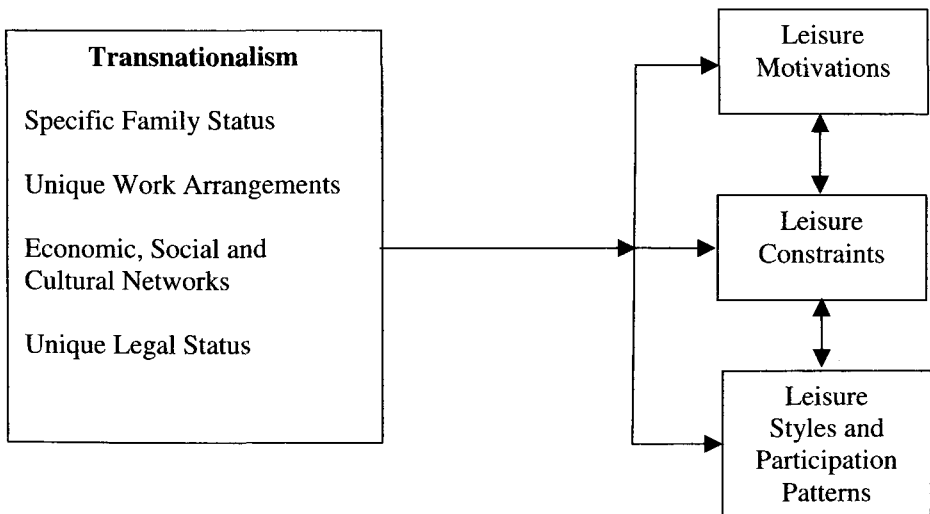 Transnationalism
Specific Family Status
Unique Work Arrangements
Economic, Social and
Cultural Networks
Unique Legal Status
Leisure
Motivations
Leisure
Constraints
Leisure
Styles and
Participation
Patterns